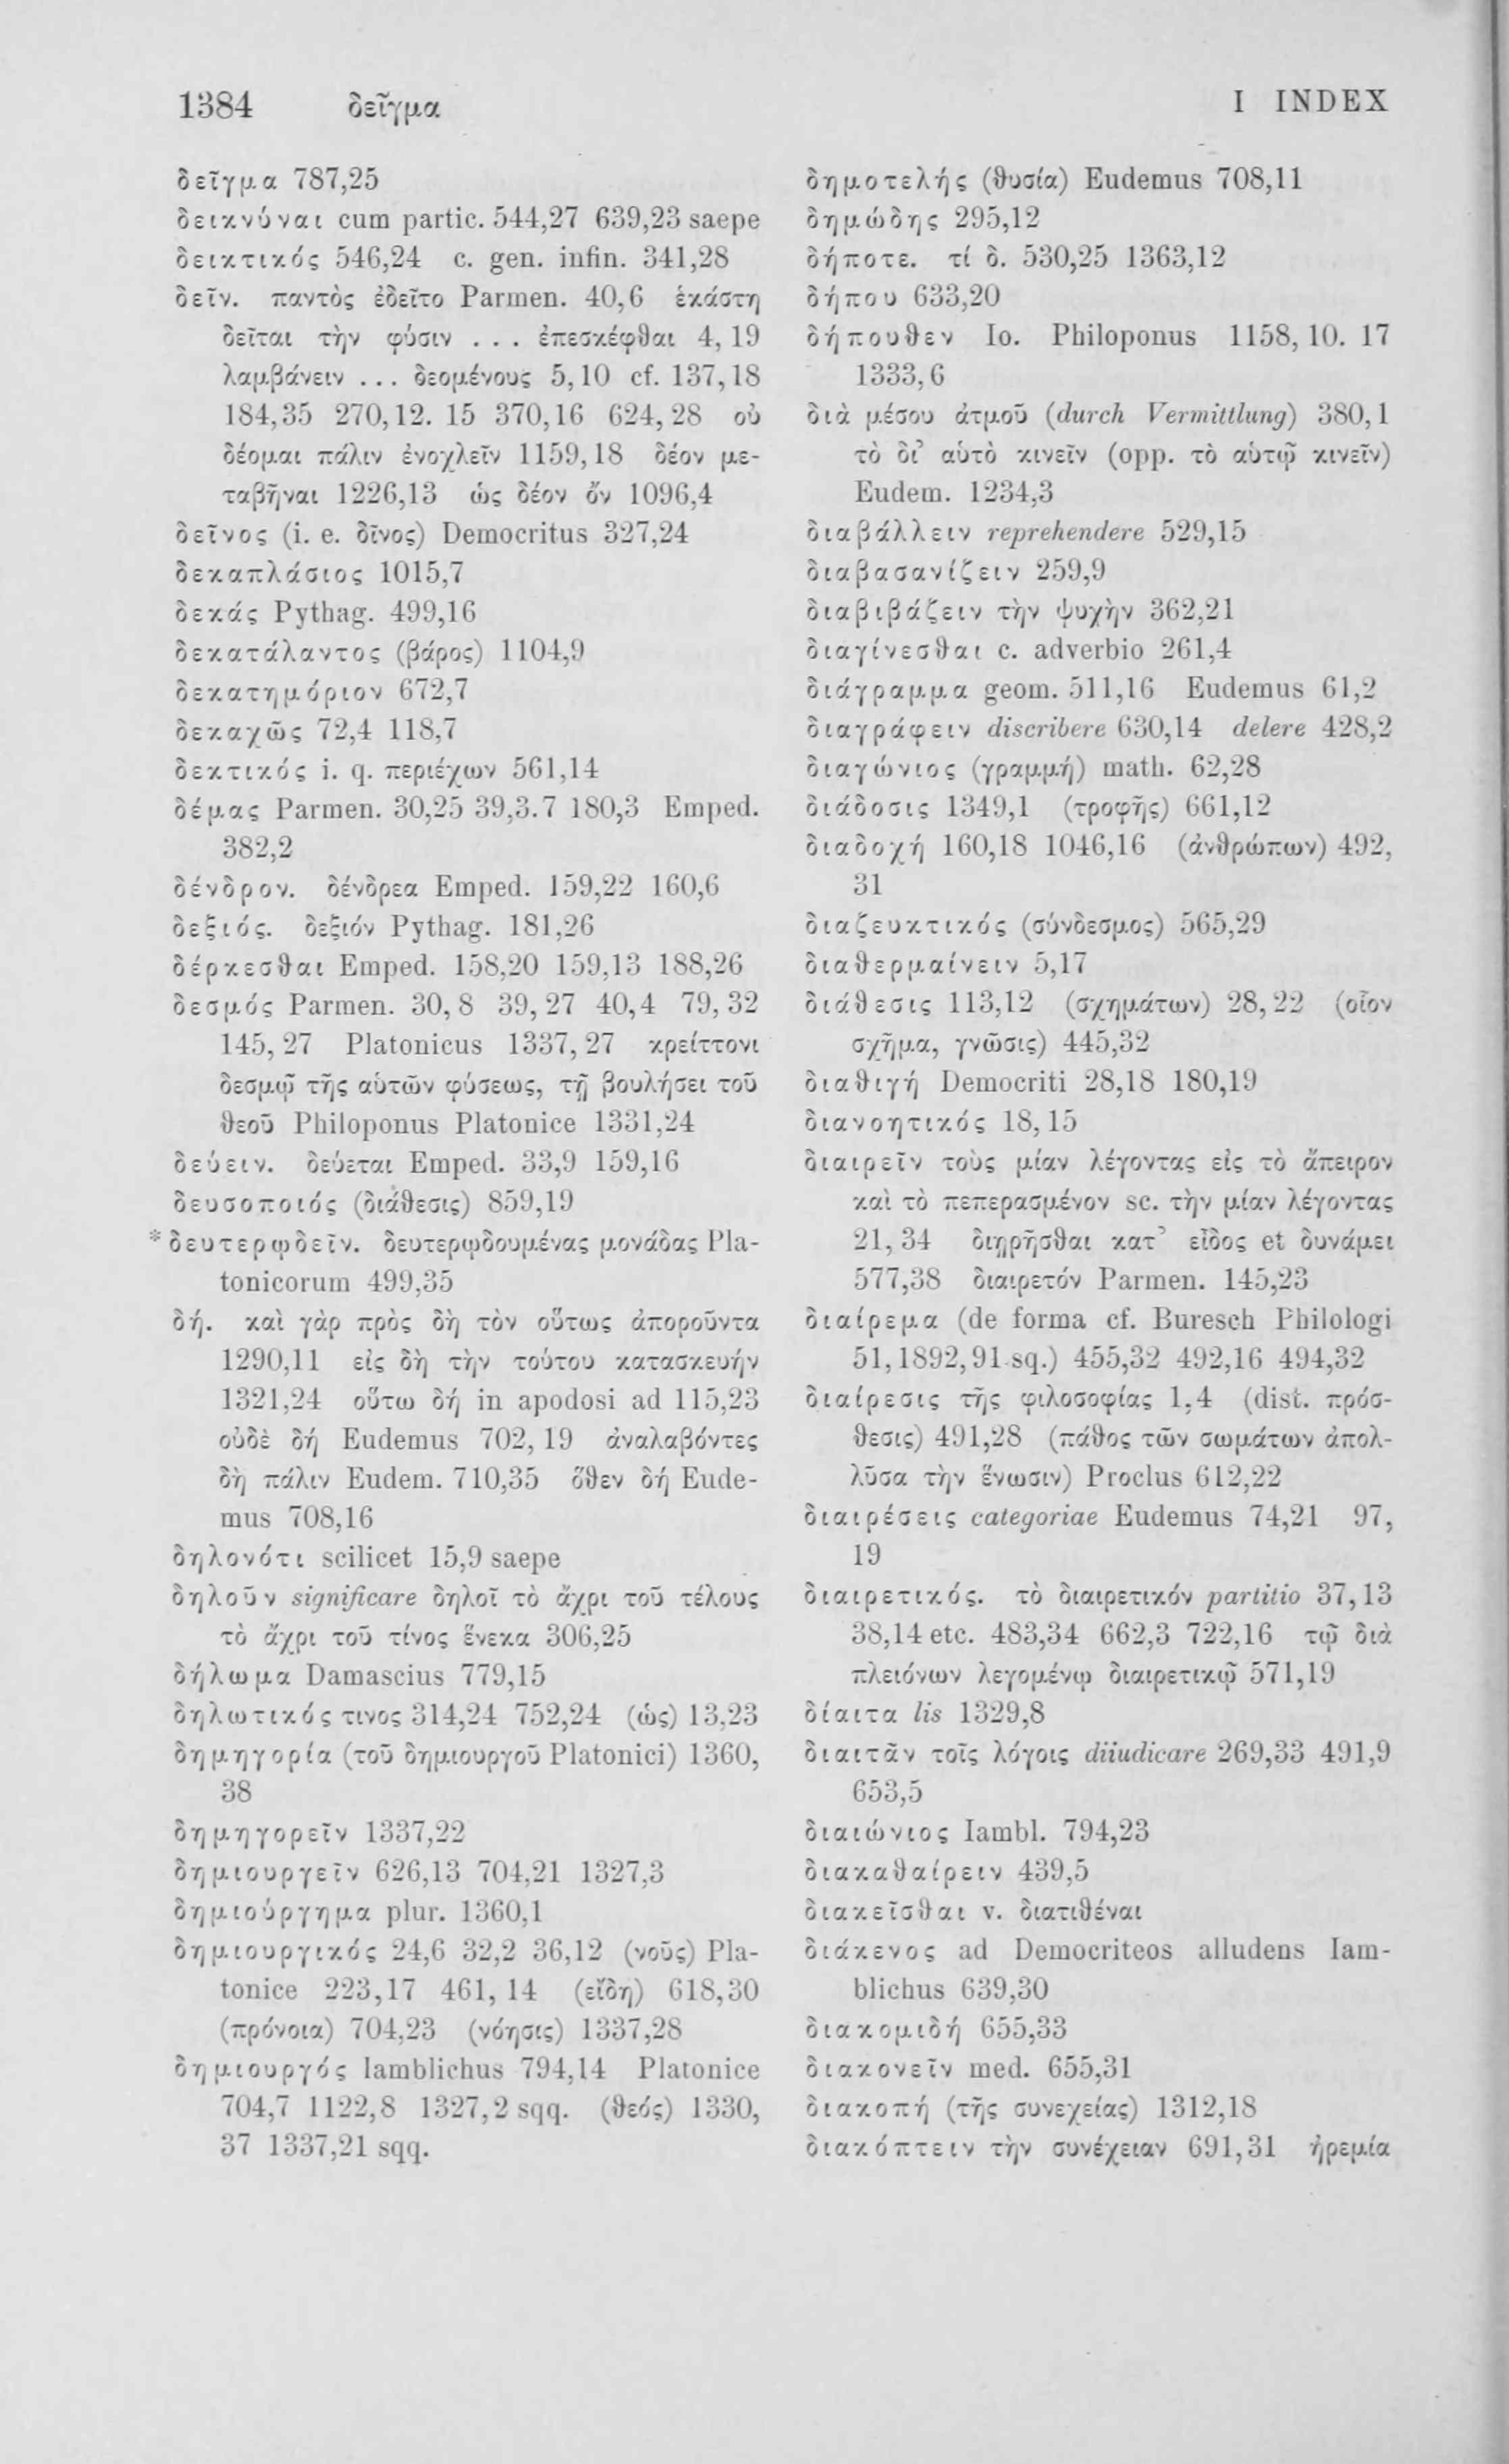 1384 δεῖγμα I INDEX
δεῖγμα 787,25
δεικνύναι cum partic. 544,27 639,23 saepe
δεικτικός 546,24 c. gen. infin. 341,28
δεῖν. παντὸς ἐδεῖτο Parmen. 40,6 ἑκάστη
δεῖται τὴν φύσιν ... ἐπεσκέφθαι 4,19
λαμβάνειν ... δεομένους 5,10 cf. 137,18
184,35 270,12. 15 370,16 624,28 οὐ
δέομαι πάλιν ἐνοχλεῖν 1159,18 δέον με-
ταβῆναι 1226,13 ὡς δέον ὄν 1096,4
δεῖνος (i. e. δῖνος) Democritus 327,24
δεκαπλάσιος 1015,7
δεκάς Pythag. 499,16
δεκατάλαντος (βάρος) 1104,9
δεκατημόριον 672,7
δεκαχῶς 72,4 118,7
δεκτικός i. q. περιέχων 561,14
δέμας Parmen. 30,25 39,3.7 180,3 Emped.
382,2
δένδρον. δένδρεα Emped. 159,22 160,6
δεξιός. δεξιόν Pythag. 181,26
δέρκεσθαι Emped. 158,20 159,13 188,26
δεσμός Parmen. 30,8 39,27 40,4 79,32
145,27 Platonicus 1337,27 κρείττονι
δεσμῷ τῆς αὑτῶν φύσεως, τῇ βουλήσει τοῦ
θεοῦ Philoponus Platonice 1331,24
δεύειν. δεύεται Emped. 33,9 159,16
δευσοποιός (διάθεσις) 859,19
*δευτερῳδεῖν. δευτερῳδουμένας μονάδας Pla-
tonicorum 499,35
δή. καὶ γὰρ πρὸς δὴ τὸν οὕτως ἀποροῦντα
1290,11 εἰς δὴ τὴν τούτου κατασκευήν
1321,24 οὕτω δή in apodosi ad 115,23
οὐδὲ δή Eudemus 702,19 ἀναλαβόντες
δὴ πάλιν Eudem. 710,35 ὅθεν δή Eude-
mus 708,16
δηλονότι scilicet 15,9 saepe
δηλοῦν significare δηλοῖ τὸ ἄχρι τοῦ τέλους
τὸ ἄχρι τοῦ τίνος ἕνεκα 306,25
δήλωμα Damascius 779,15
δηλωτικός τινος 314,24 752,24 (ὡς) 13,23
δημηγορία (τοῦ δημιουργοῦ Platonici) 1360,
38
δημηγορεῖν 1337,22
δημιουργεῖν 626,13 704,21 1327,3
δημιούργημα plur. 1360,1
δημιουργικός 24,6 32,2 36,12 (νοῦς) Pla-
tonice 223,17 461,14 (εἴδη) 618,30
(πρόνοια) 704,23 (νόησις) 1337,28
δημιουργός Iamblichus 794,14 Platonice
704,7 1122,8 1327,2 sqq. (θεός) 1330,
37 1337,21 sqq.
δημοτελής (θυσία) Eudemus 708,11
δημώδης 295,12
δήποτε. τί δ. 530,25 1363,12
δήπου 633,20
δήπουθεν Io. Philoponus 1158,10. 17
1333,6
διὰ μέσου ἀτμοῦ (durch Vermittlung) 380,1
τὸ δι’ αὑτὸ κινεῖν (opp. τὸ αὑτῷ κινεῖν)
Eudem. 1234,3
διαβάλλειν reprehendere 529,15
διαβασανίζειν 259,9
διαβιβάζειν τὴν ψυχὴν 362,21
διαγίνεσθαι c. adverbio 261,4
διάγραμμα geom. 511,16 Eudemus 61,2
διαγράφειν discribere 630,14 delere 428,2
διαγώνιος (γραμμή) math. 62,28
διάδοσις 1349,1 (τροφῆς) 661,12
διαδοχή 160,18 1046,16 (ἀνθρώπων) 492,
31
διαζευκτικός (σύνδεσμος) 565,29
διαθερμαίνειν 5,17
διάθεσις 113,12 (σχημάτων) 28,22 (οἷον
σχῆμα, γνῶσις) 445,32
διαθιγή Democriti 28,18 180,19
διανοητικός 18,15
διαιρεῖν τοὺς μίαν λέγοντας εἰς τὸ ἄπειρον
καὶ τὸ πεπερασμένον sc. τὴν μίαν λέγοντας
21,34 διῃρῆσθαι κατ’ εἶδος et δυνάμει
577,38 διαιρετόν Parmen. 145,23
διαίρεμα (de forma cf. Buresch Philologi
51,1892,91 sq.) 455,32 492,16 494,32
διαίρεσις τῆς φιλοσοφίας 1,4 (dist. πρόσ-
θεσις) 491,28 (πάθος τῶν σωμάτων ἀπολ-
λῦσα τὴν ἕνωσιν) Proclus 612,22
διαιρέσεις categoriae Eudemus 74,21 97,
19
διαιρετικός. τὸ διαιρετικόν partitio 37,13
38,14 etc. 483,34 662,3 722,16 τῷ διὰ
πλειόνων λεγομένῳ διαιρετικῷ 571,19
δίαιτα lis 1329,8
διαιτᾶν τοῖς λόγοις diiudicare 269,33 491,9
653,5
διαιώνιος Iambl. 794,23
διακαθαίρειν 439,5
διακεῖσθαι v. διατιθέναι
διάκενος ad Democriteos alludens Iam-
blichus 639,30
διακομιδή 655,33
διακονεῖν med. 655,31
διακοπή (τῆς συνεχείας) 1312,18
διακόπτειν τὴν συνέχειαν 691,31 ἠρεμία